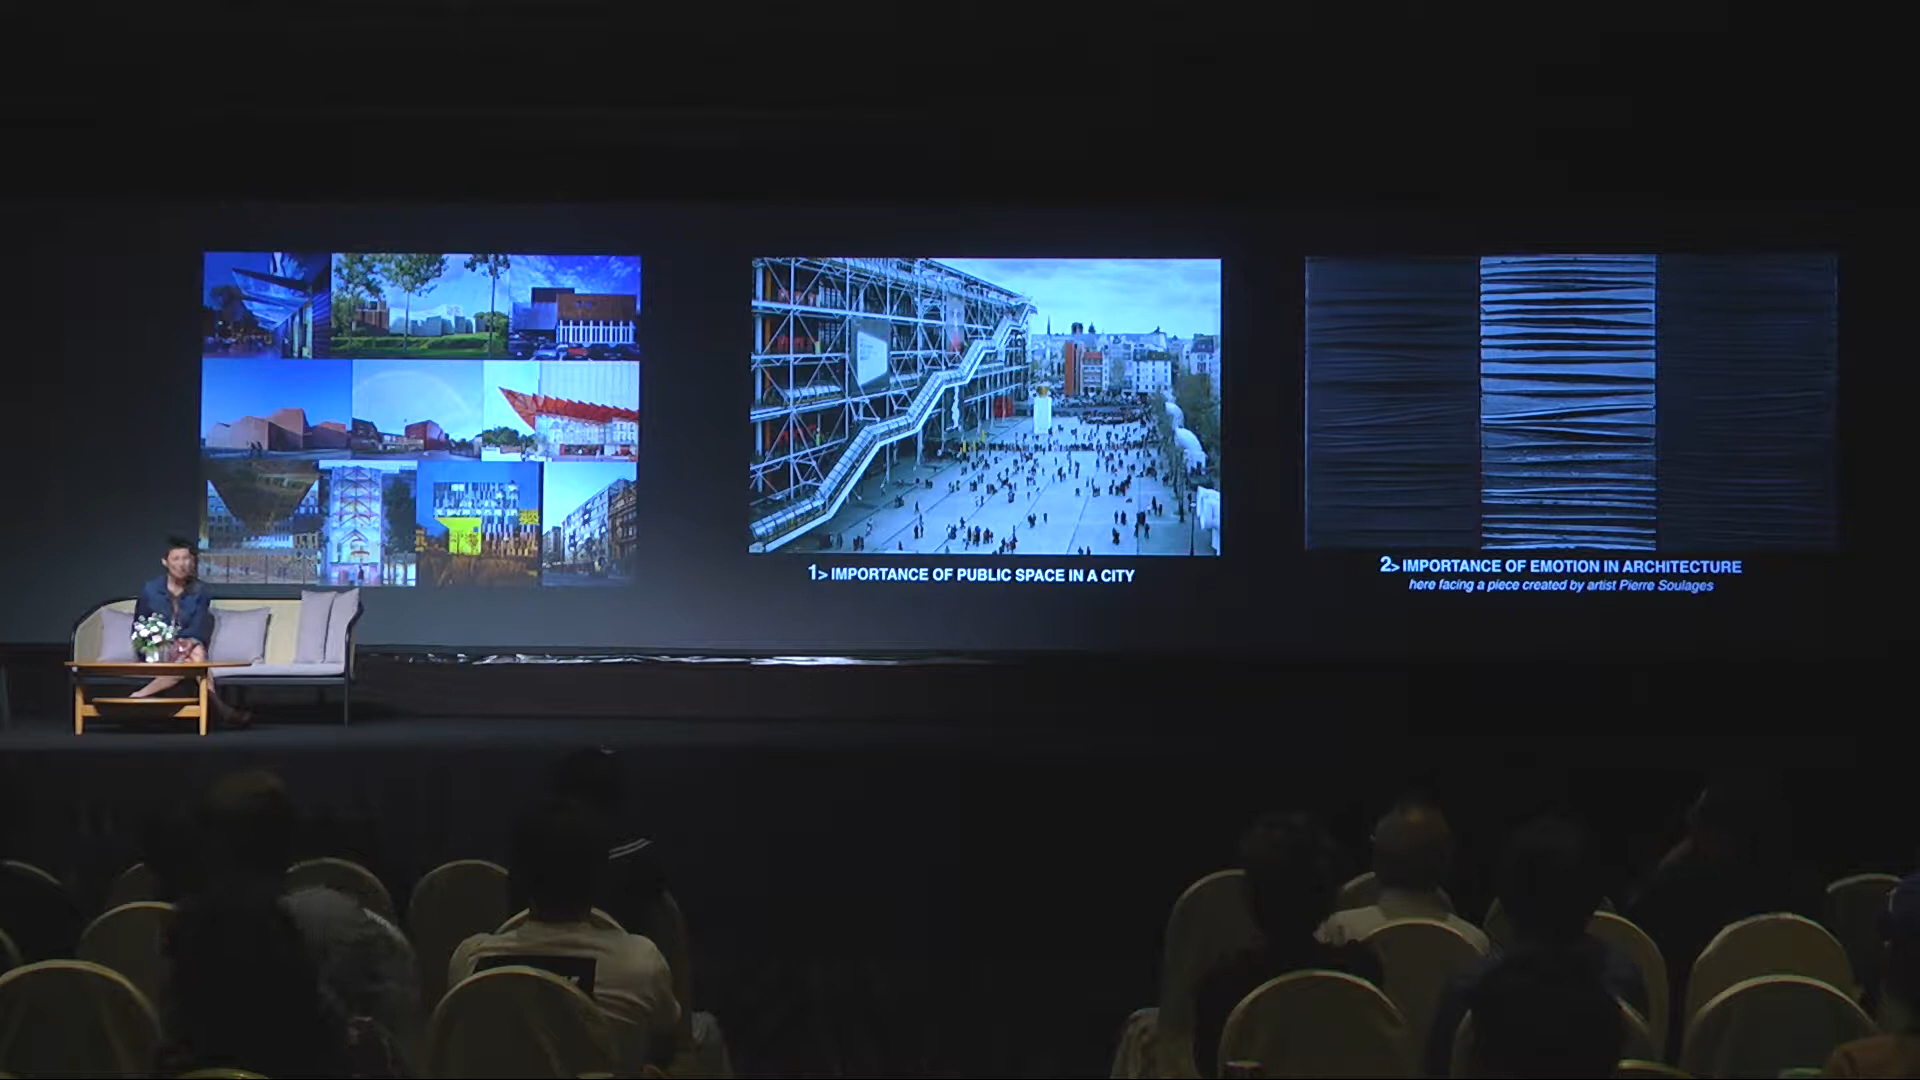 1> IMPORTANCE OF PUBLIC SPACE IN A CITY
2> IMPORTANCE OF EMOTION IN ARCHITECTURE
here facing a piece created by artist Pierre Soulages